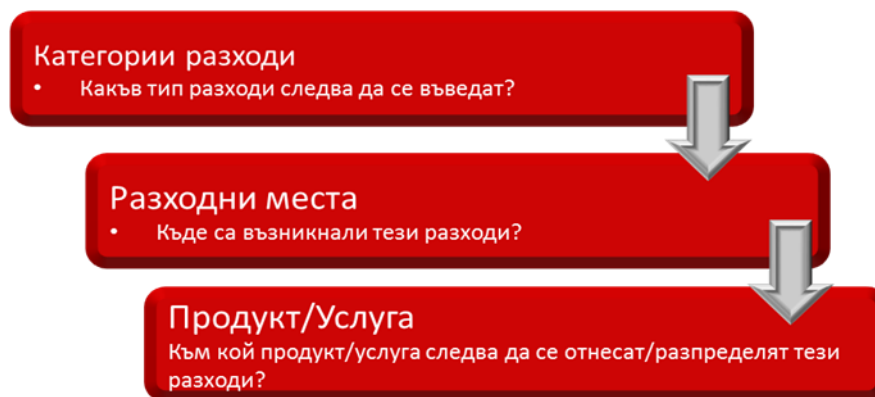 Категории разходи
• Какъв тип разходи следва да се въведат?
Разходни места
• Къде са възникнали тези разходи?
Продукт/Услуга
Към кой продукт/услуга следва да се отнесат/разпределят тези
разходи?